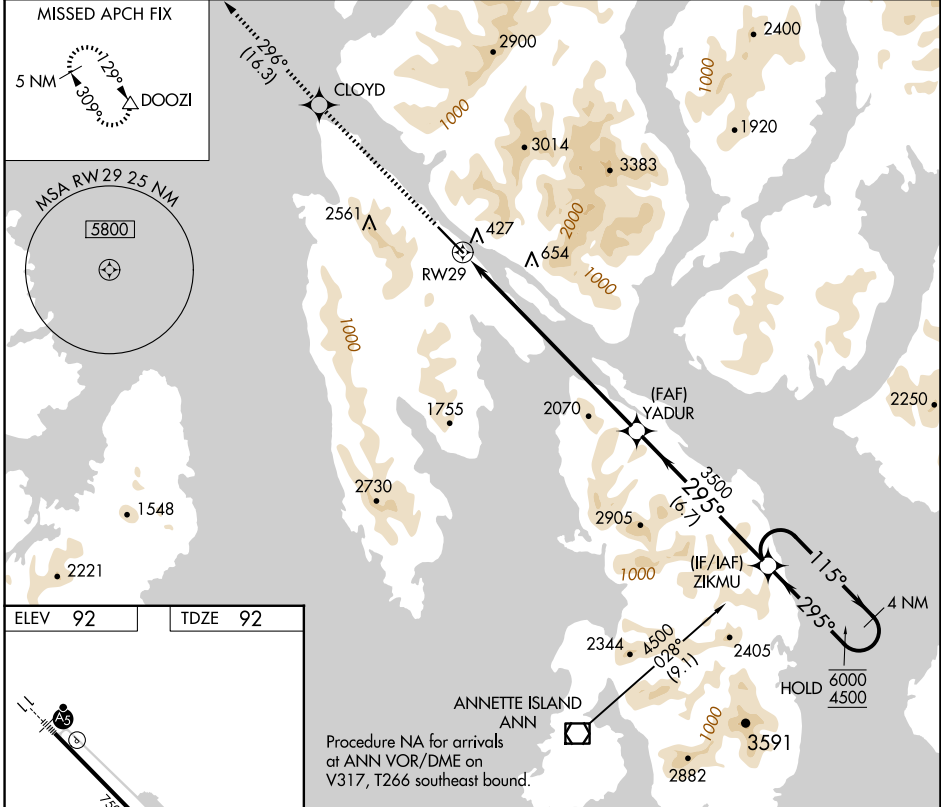 MISSED APCH FIX
5 NM
129°
309°
DOOZI
296°
(16.3)
CLOYD
2900
1000
2400
1000
1920
3014
3383
2000
1000
MSA RW29 25 NM
5800
2561
427
654
RW29
1000
1755
2730
1548
2221
2070
(FAF)
YADUR
2250
3500
295°
(6.7)
2905
1000
(IF/IAF)
ZIKMU
115°
295°
4 NM
HOLD
6000
4500
2344
4500
028°
(9.1)
2405
ANNETTE ISLAND
ANN
1000
3591
2882
Procedure NA for arrivals
at ANN VOR/DME on
V317, T266 southeast bound.
ELEV 92
TDZE 92
A5
P